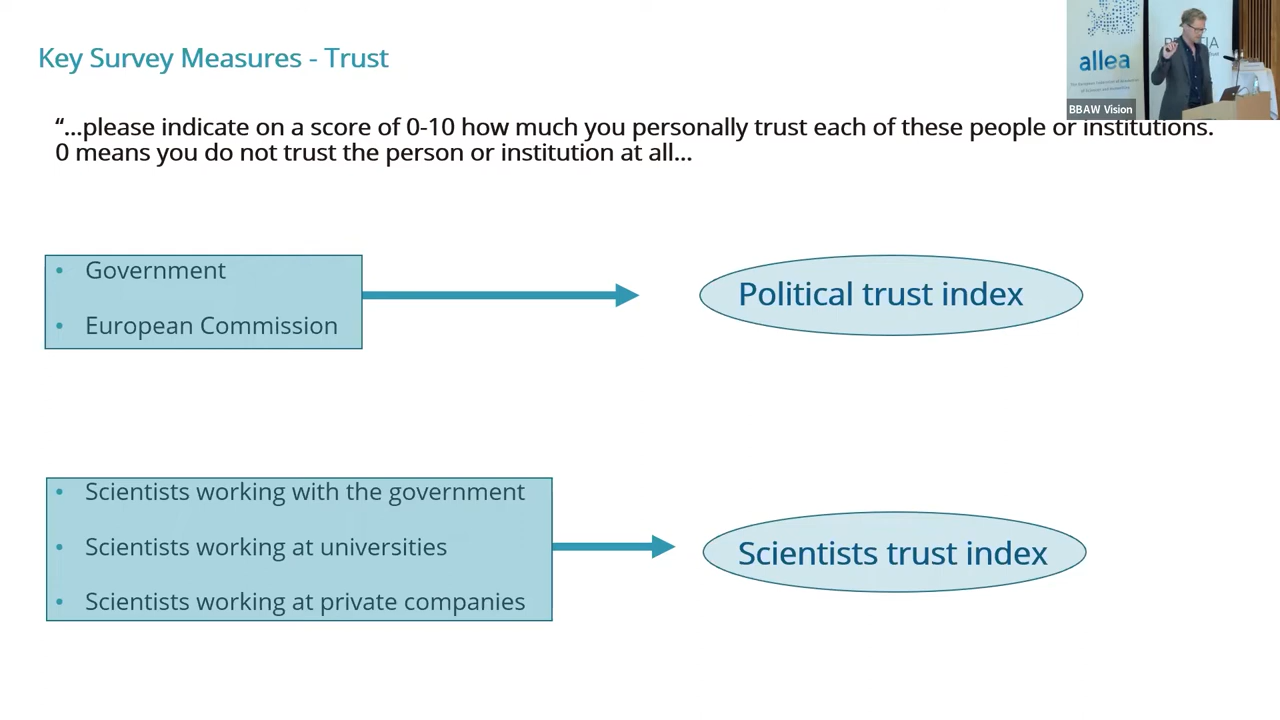 Key Survey Measures - Trust
allea
BBAW Vision
“...please indicate on a score of 0-10 how much you personally trust each of these people or institutions.
0 means you do not trust the person or institution at all...
• Government
• European Commission
Political trust index
• Scientists working with the government
• Scientists working at universities
• Scientists working at private companies
Scientists trust index